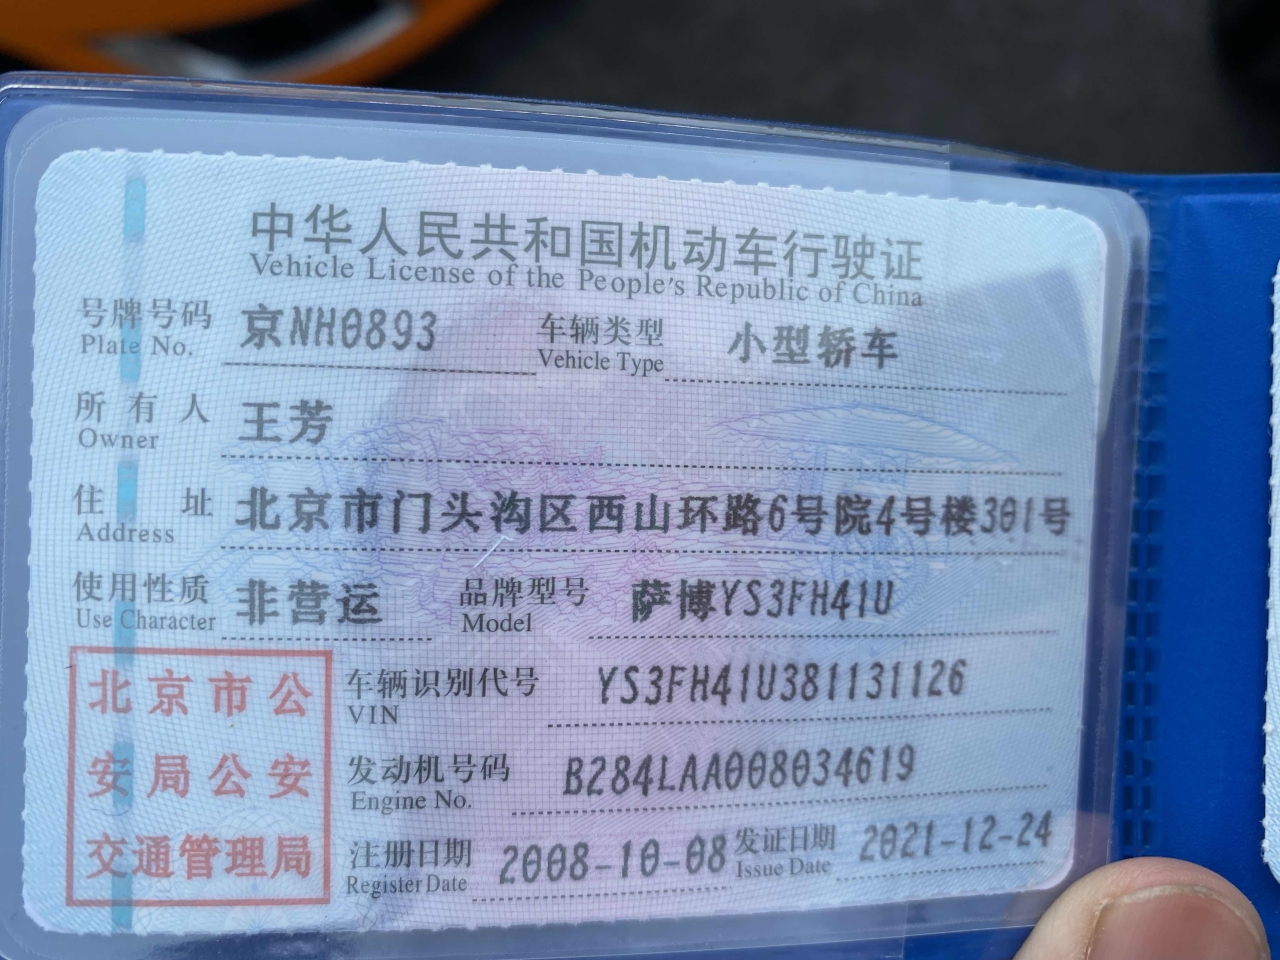 中华人民共和国机动车行驶证
Vehicle License of the People's Republic of China
号牌号码 京NH0893 车辆类型 小型轿车
Plate No. Vehicle Type
所有人 王芳
Owner
住址 北京市门头沟区西山环路6号院4号楼301号
Address
使用性质 非营运 品牌型号 萨博YS3FH41U
Use Character Model
北京市公
安局公安
交通管理局
车辆识别代号 YS3FH41U381131126
VIN
发动机号码 B284LAA008034619
Engine No.
注册日期 2008-10-08 发证日期 2021-12-24
Register Date Issue Date